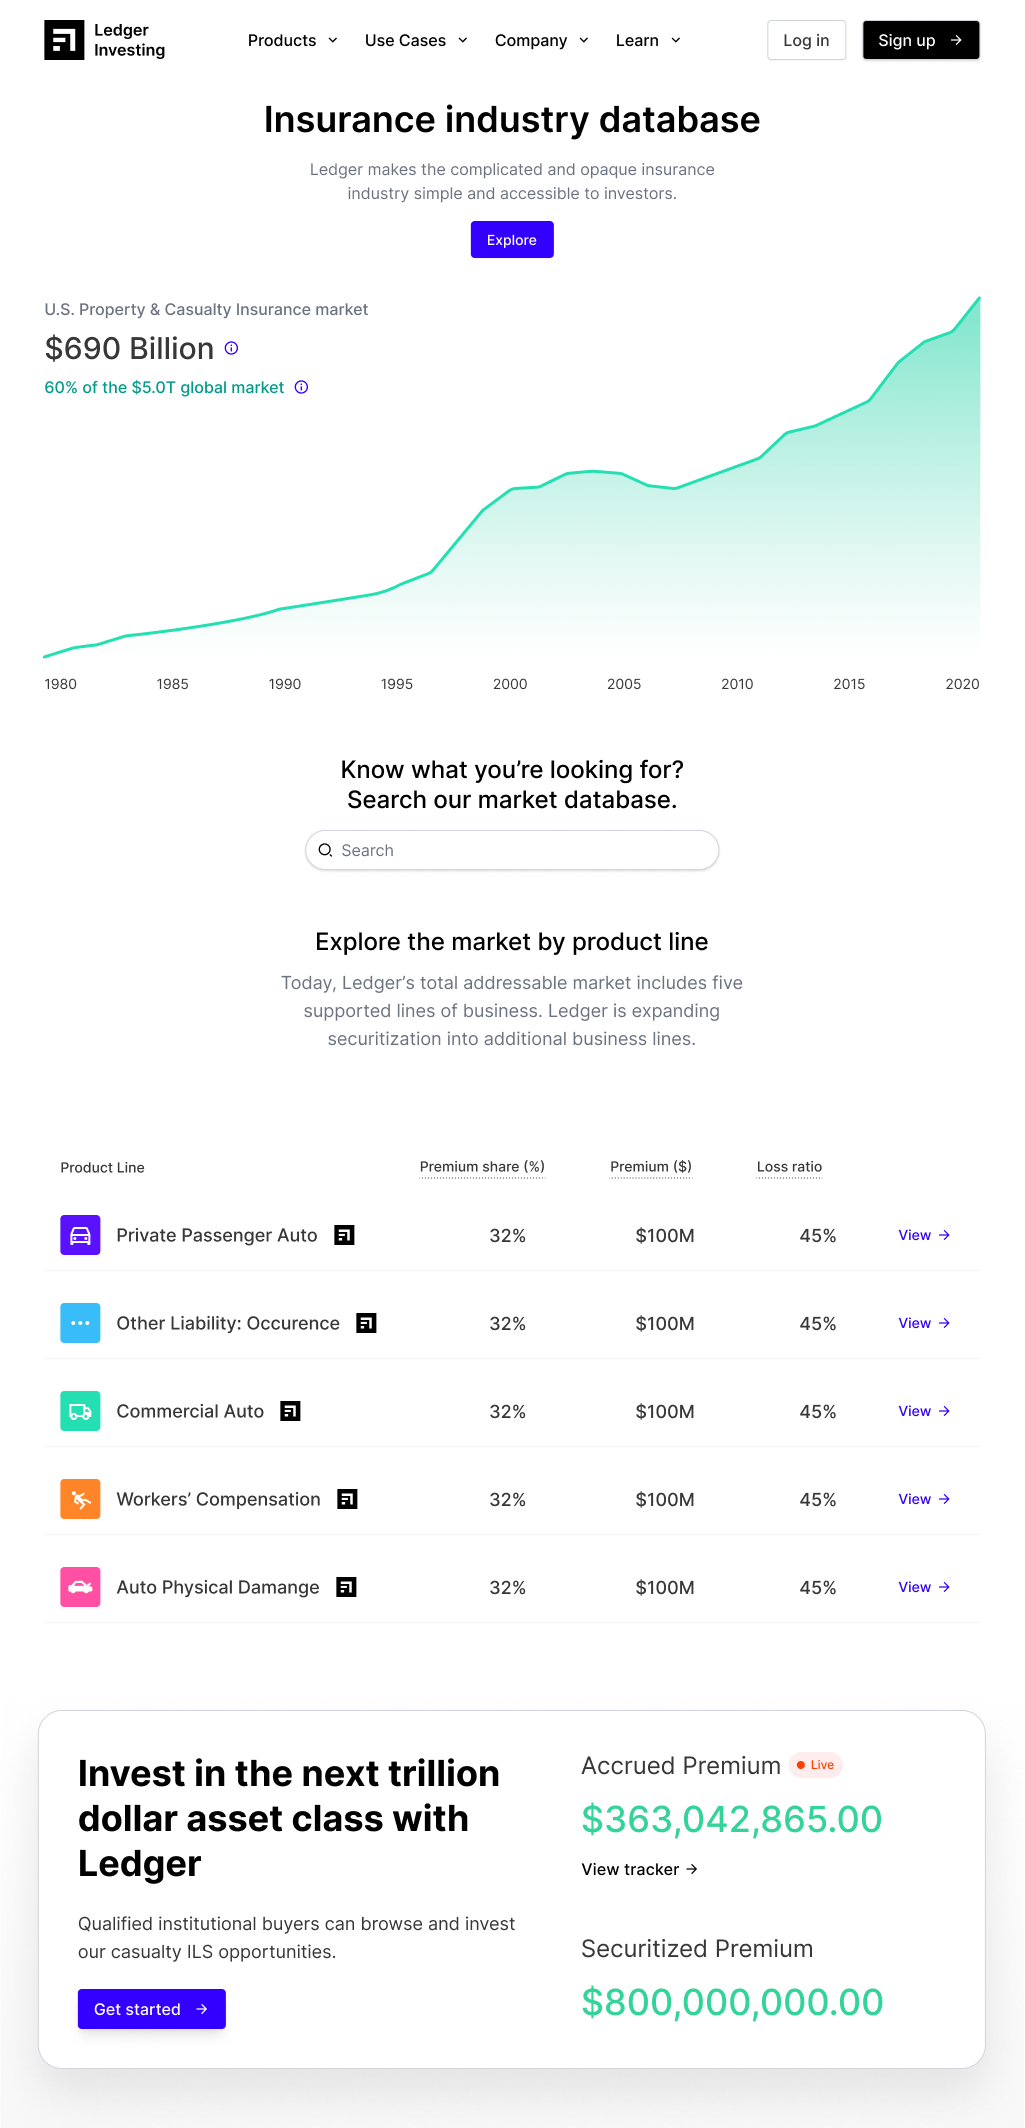 Ledger
Investing
Products
Use Cases
Company
Learn
Log in
Sign up
Insurance industry database
Ledger makes the complicated and opaque insurance
industry simple and accessible to investors.
Explore
U.S. Property & Casualty Insurance market
$690 Billion
60% of the $5.0T global market
1980 1985 1990 1995 2000 2005 2010 2015 2020
Know what you’re looking for?
Search our market database.
Search
Explore the market by product line
Today, Ledger’s total addressable market includes five
supported lines of business. Ledger is expanding
securitization into additional business lines.
Product Line Premium share (%) Premium ($) Loss ratio
Private Passenger Auto 32% $100M 45% View
Other Liability: Occurence 32% $100M 45% View
Commercial Auto 32% $100M 45% View
Workers’ Compensation 32% $100M 45% View
Auto Physical Damange 32% $100M 45% View
Invest in the next trillion
dollar asset class with
Ledger
Qualified institutional buyers can browse and invest
our casualty ILS opportunities.
Get started
Accrued Premium Live
$363,042,865.00
View tracker
Securitized Premium
$800,000,000.00